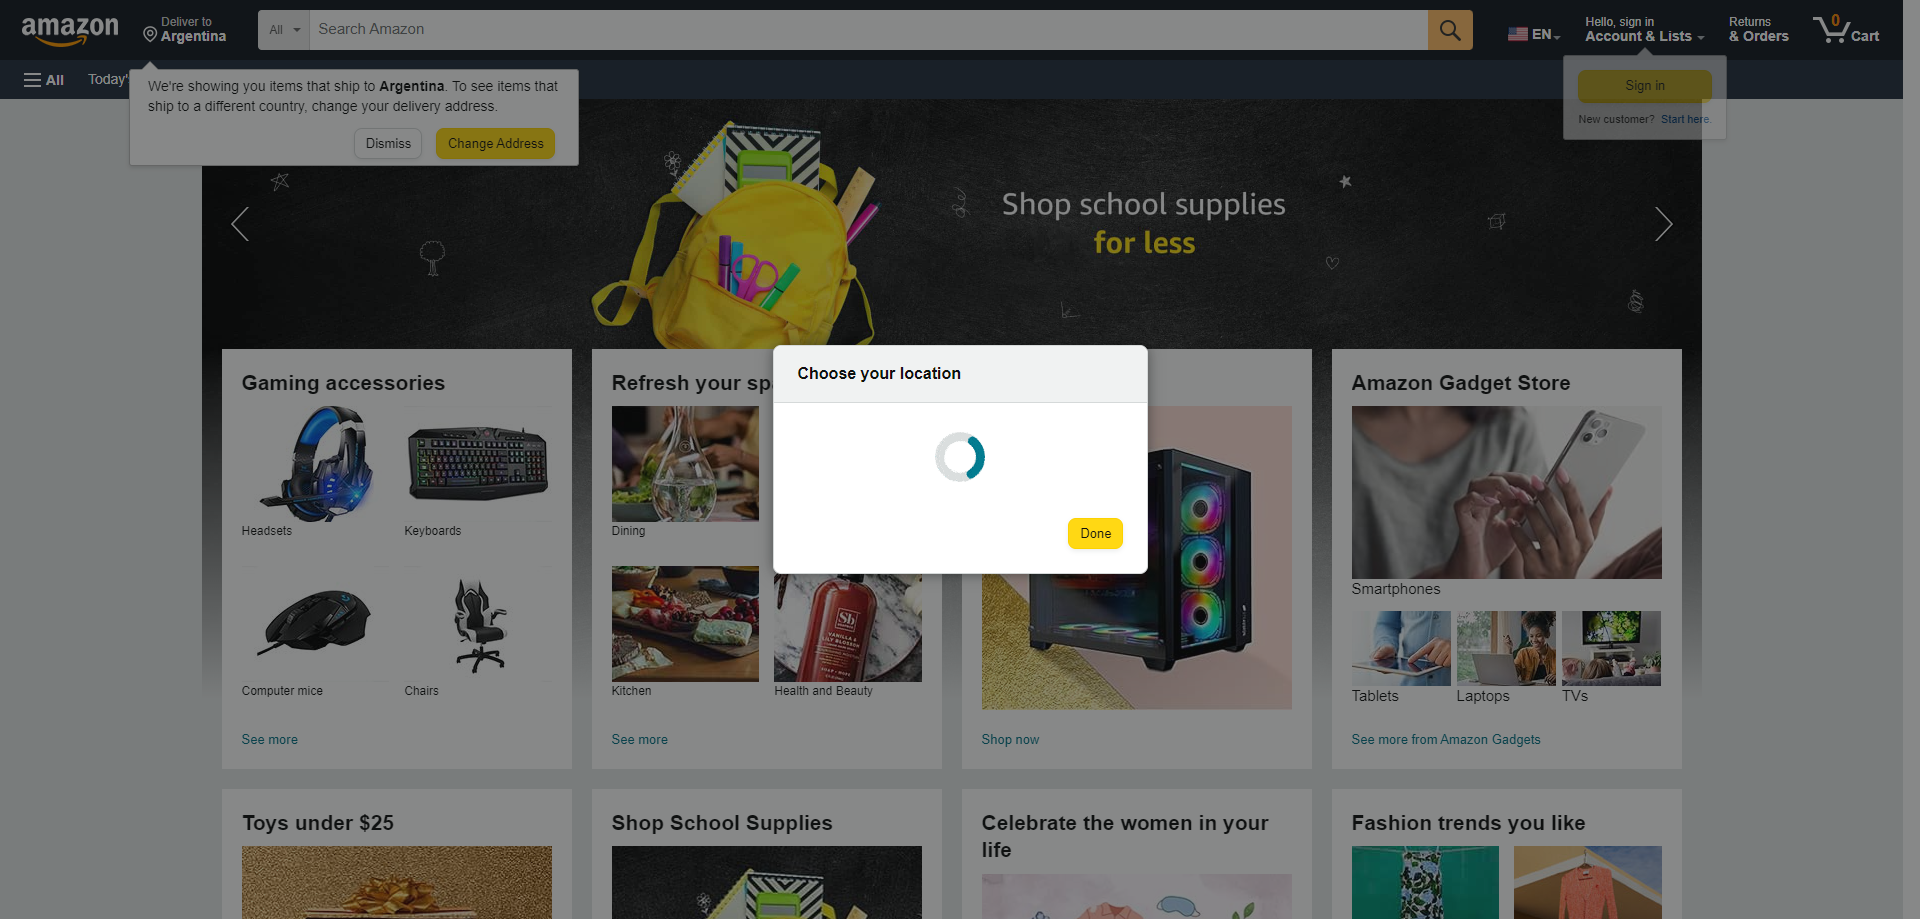 amazon
Deliver to
Argentina
All
Search Amazon
EN
Hello, sign in
Account & Lists
Returns
& Orders
0
Cart
All
Today's
We're showing you items that ship to Argentina. To see items that
ship to a different country, change your delivery address.
Dismiss
Change Address
Sign in
New customer? Start here.
Shop school supplies
for less
Choose your location
Done
Gaming accessories
Headsets
Keyboards
Computer mice
Chairs
See more
Refresh your spa
Dining
Kitchen
Health and Beauty
See more
Sb
VANILLA &
LILY BLOSSOM
Shop now
Amazon Gadget Store
Smartphones
Tablets
Laptops
TVs
See more from Amazon Gadgets
Toys under $25
Shop School Supplies
Celebrate the women in your
life
Fashion trends you like